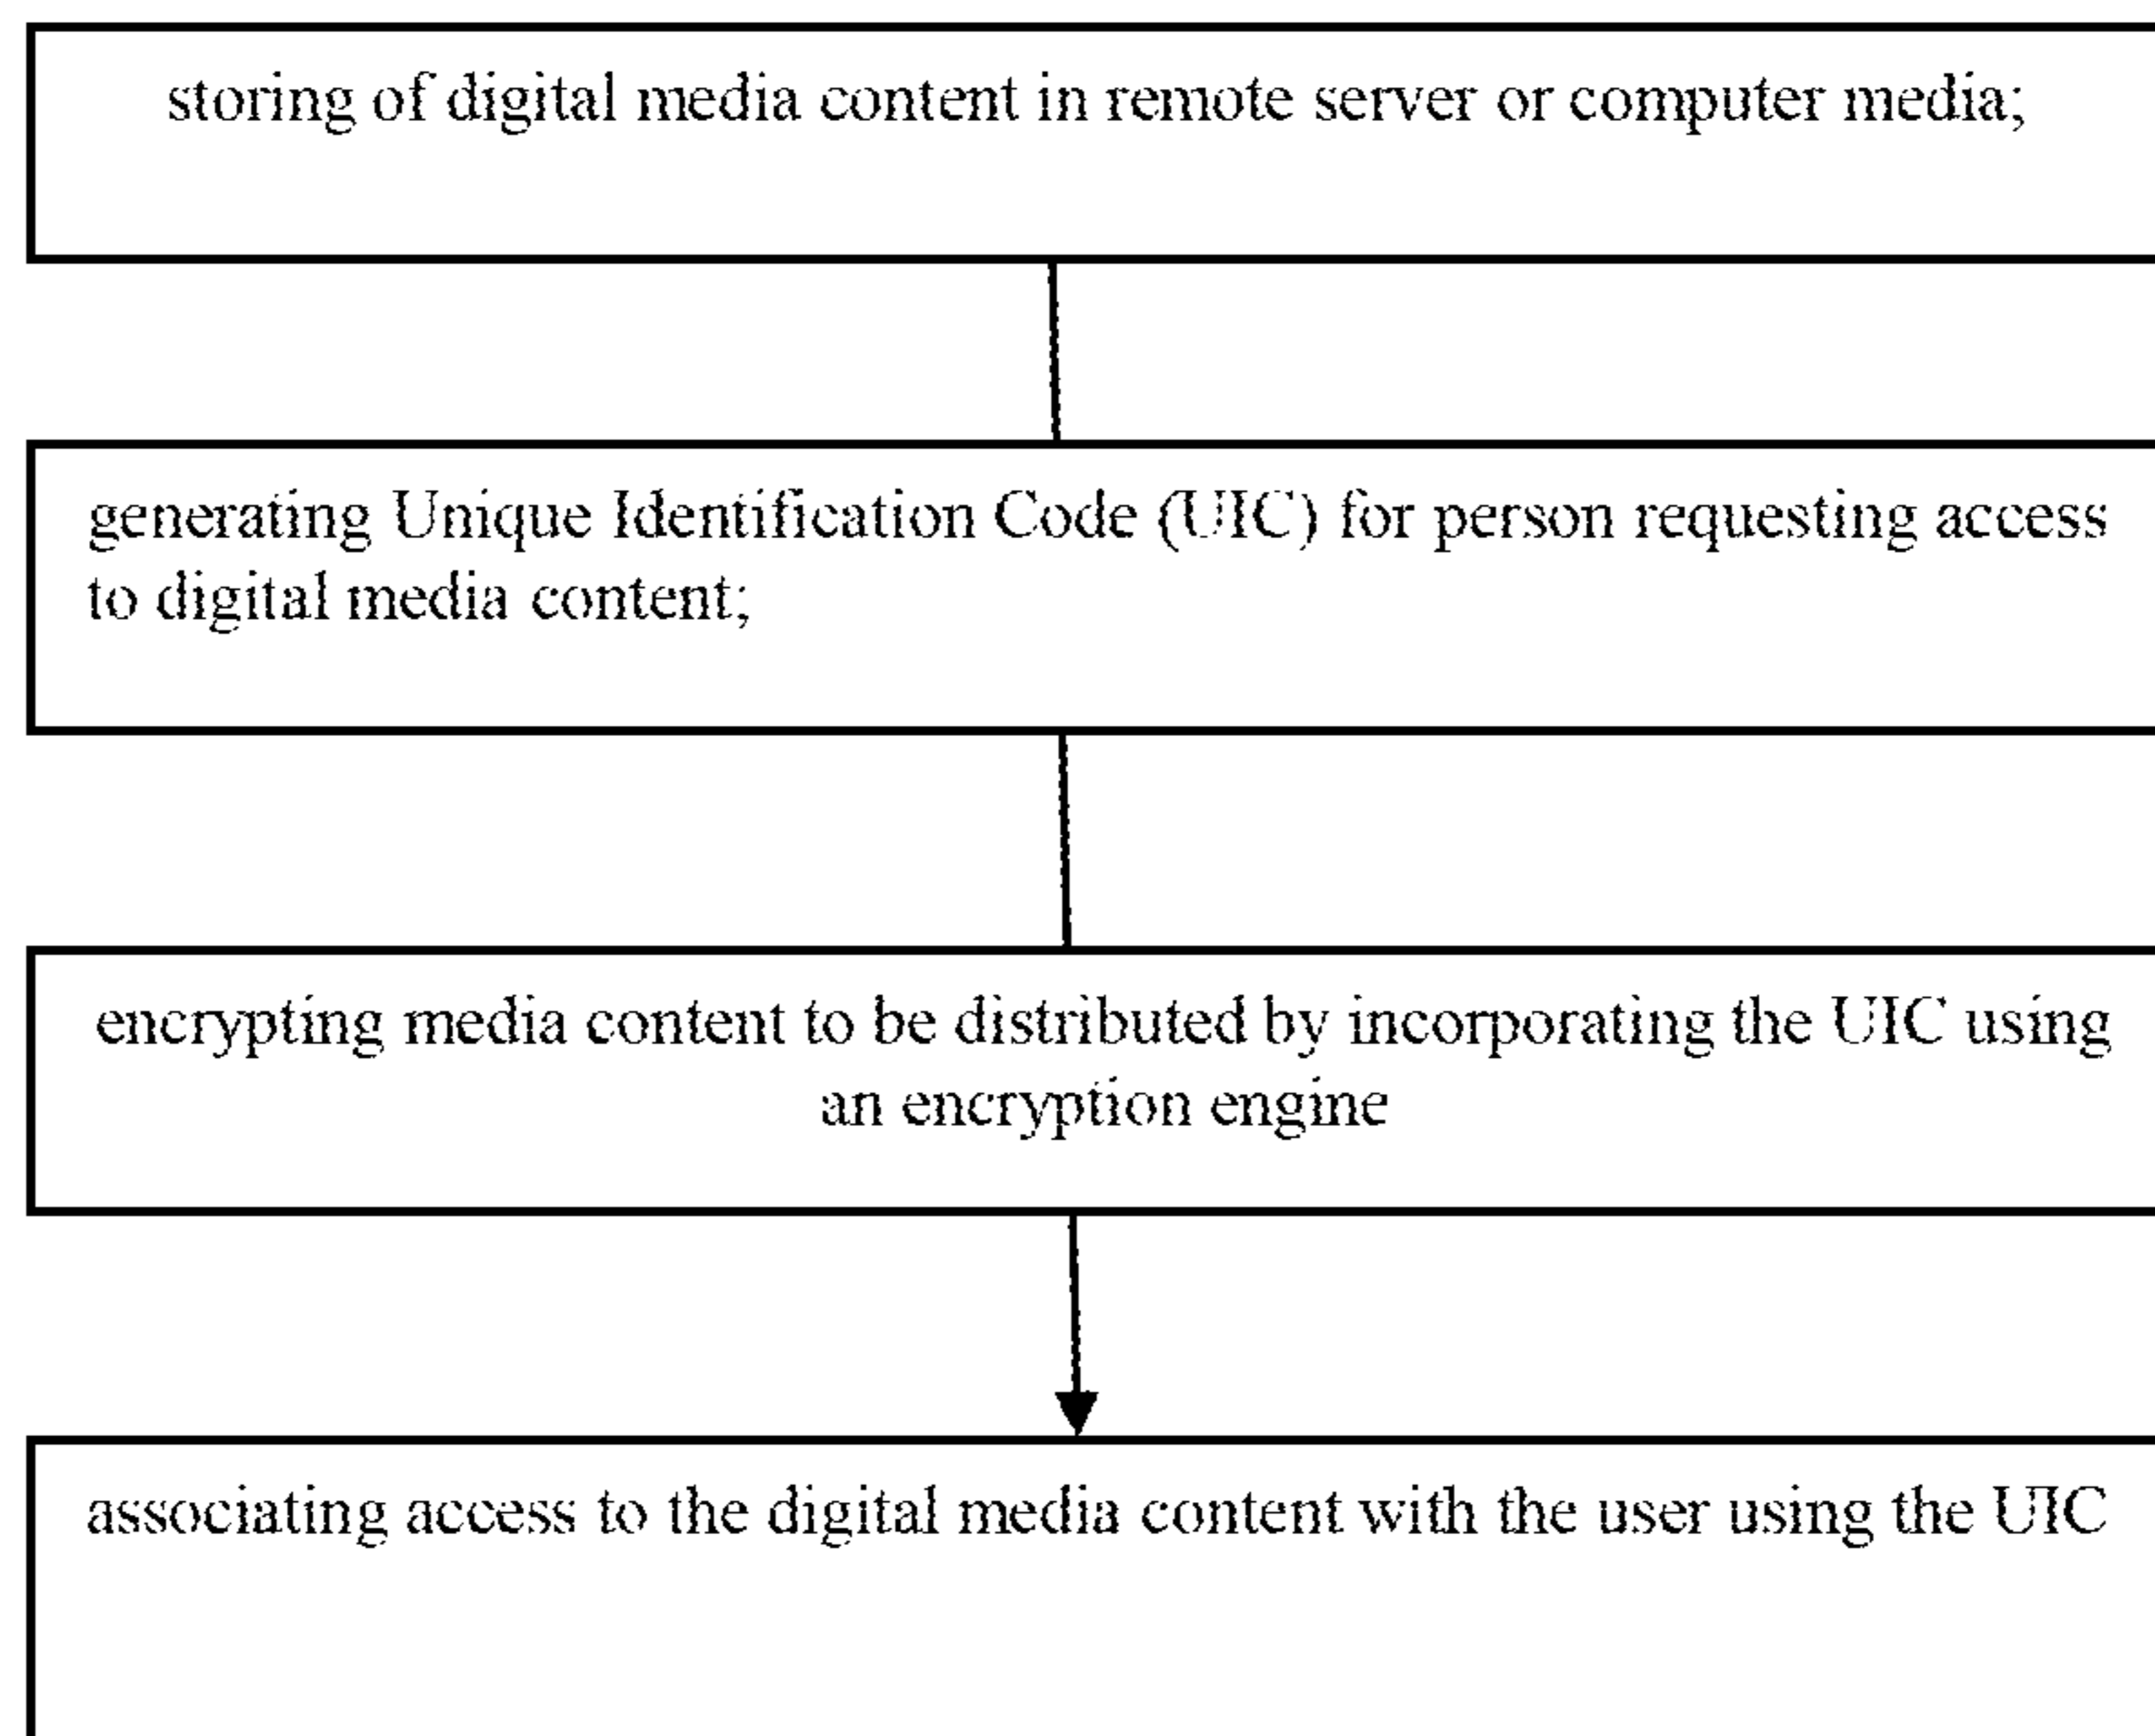 storing of digital media content in remote server or computer media;
generating Unique Identification Code (UIC) for person requesting access
to digital media content;
encrypting media content to be distributed by incorporating the UIC using
an encryption engine
associating access to the digital media content with the user using the UIC